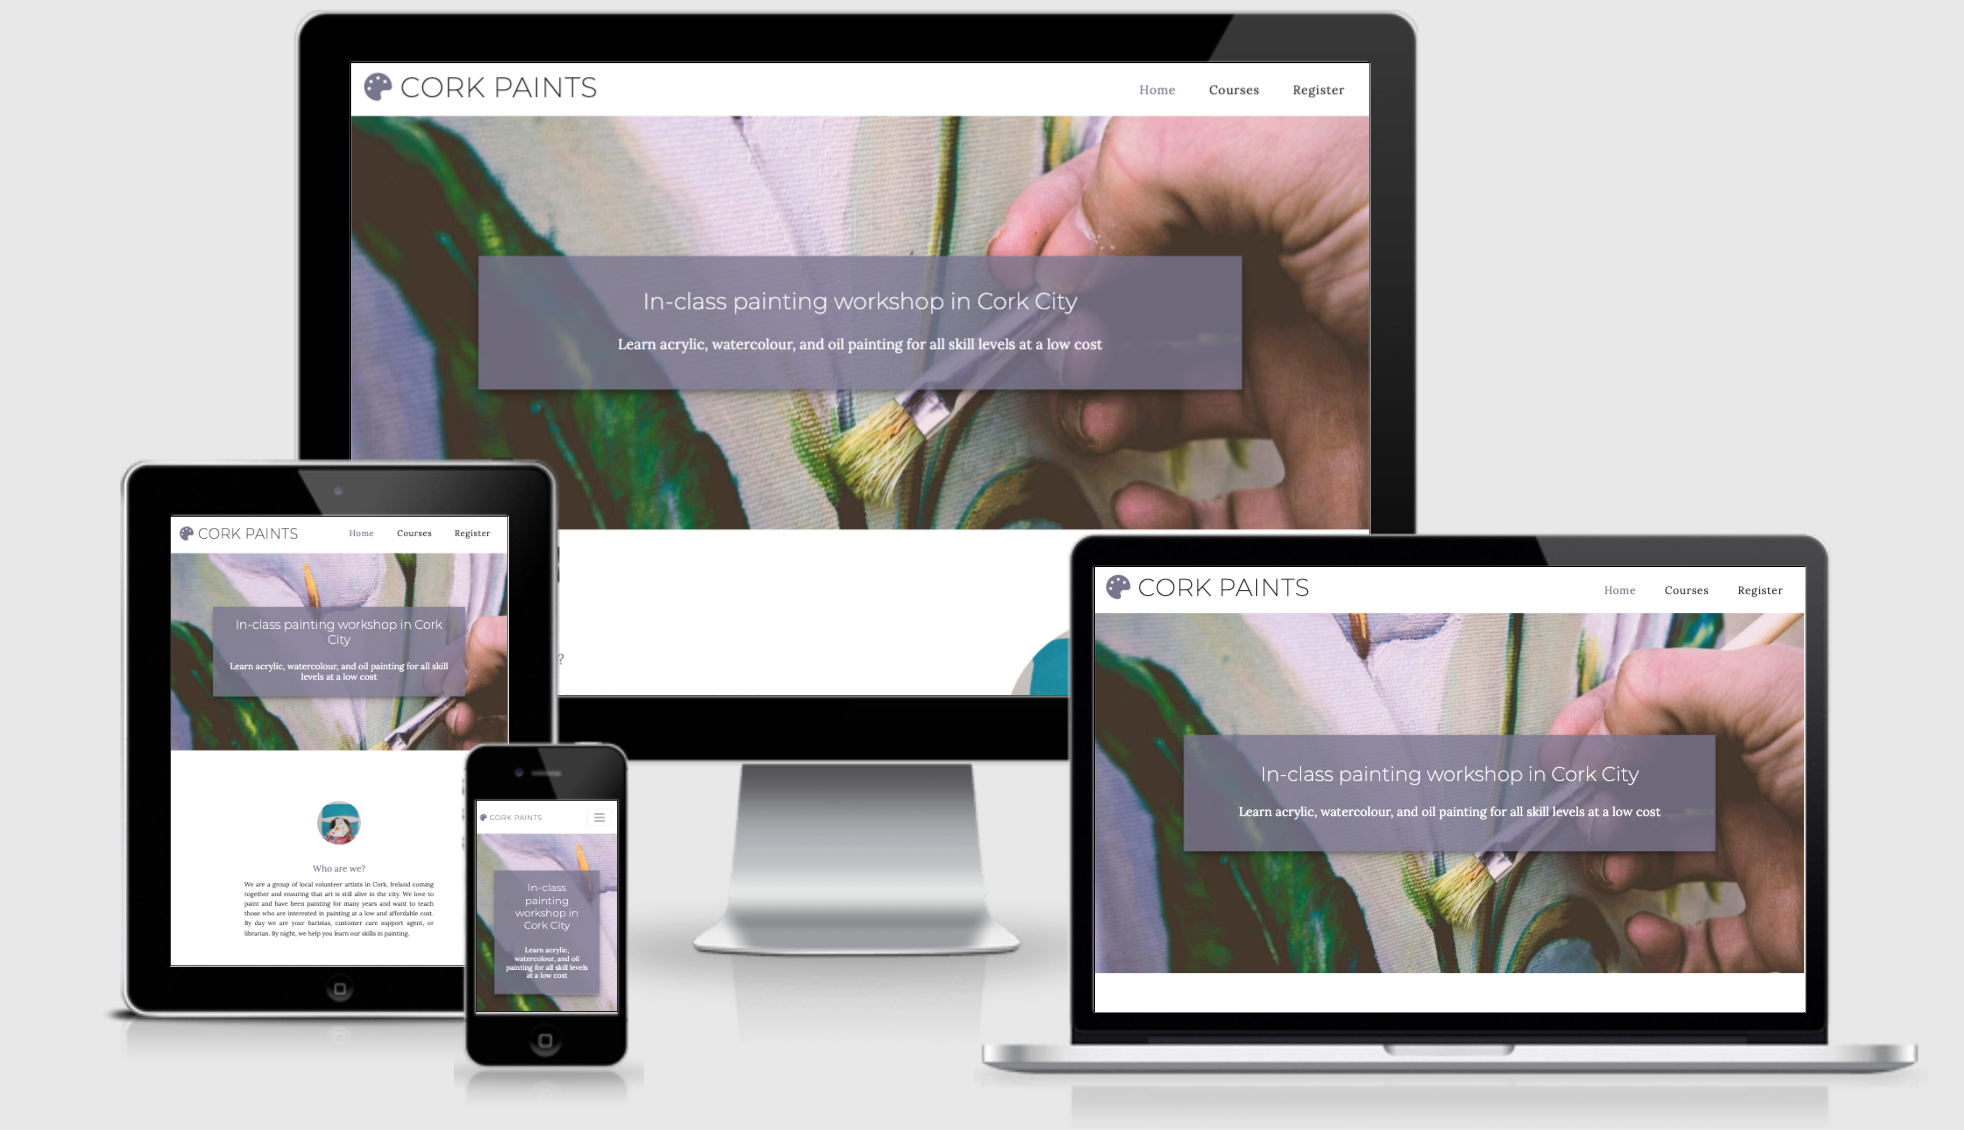 CORK PAINTS
Home Courses Register
In-class painting workshop in Cork City
Learn acrylic, watercolour, and oil painting for all skill levels at a low cost
?
CORK PAINTS
Home Courses Register
In-class painting workshop in Cork
City
Learn acrylic, watercolour, and oil painting for all skill
levels at a low cost
Who are we?
We are a group of local volunteer artists in Cork, Ireland coming
together and ensuring that art is still alive in the city. We love to
paint and have been painting for many years and want to teach
those who are interested in painting at a low and affordable cost.
By day we are your baristas, customer care support agent, or
librarian. By night, we help you learn our skills in painting.
CORK PAINTS
In-class
painting
workshop in
Cork City
Learn acrylic,
watercolour, and oil
painting for all skill levels
at a low cost
CORK PAINTS
Home Courses Register
In-class painting workshop in Cork City
Learn acrylic, watercolour, and oil painting for all skill levels at a low cost